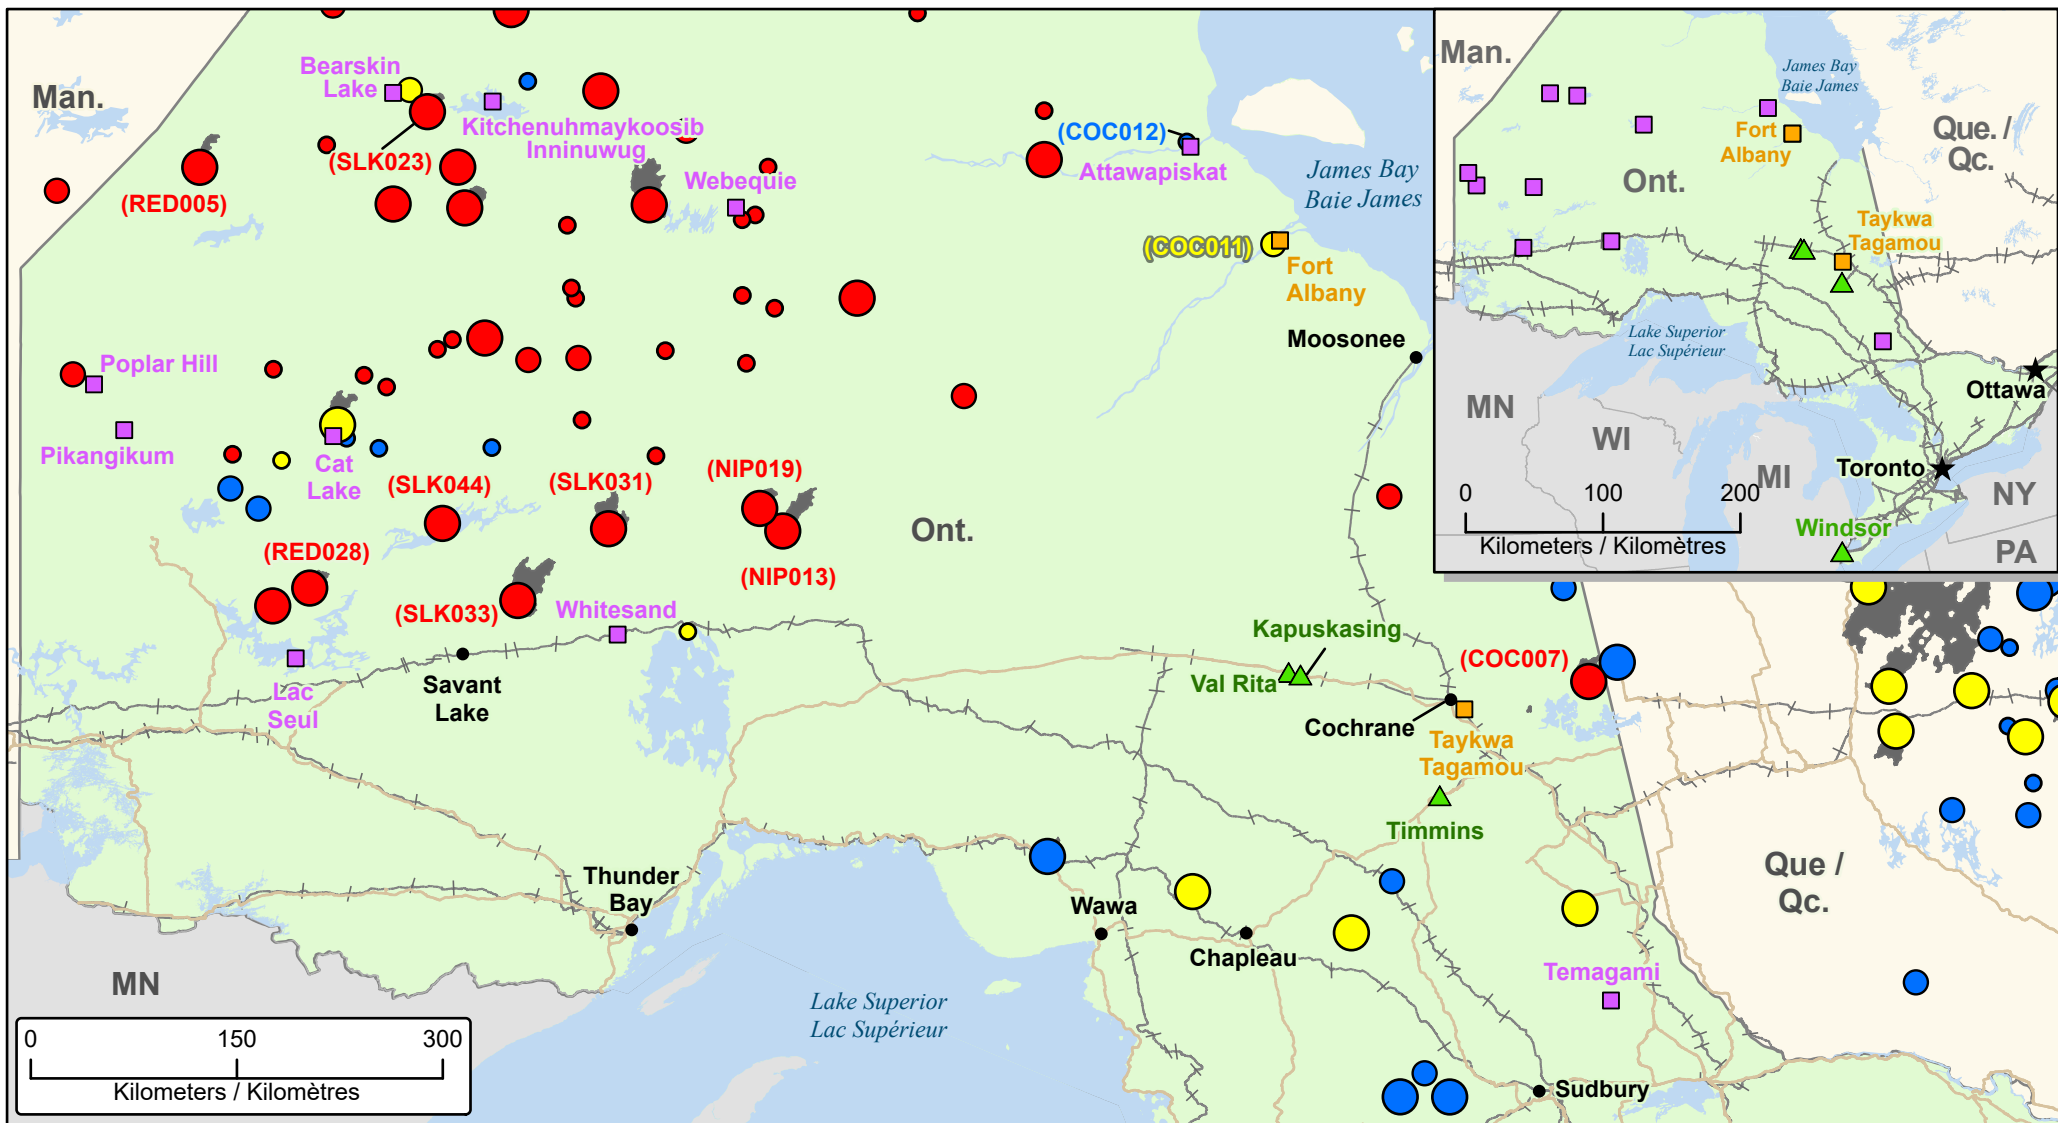 Man.
Bearskin
Lake
(SLK023)
Kitchenuhmaykoosib
Inninuwug
(RED005)
Webequie
(COC012)
Attawapiskat
James Bay
Baie James
(COC011)
Fort
Albany
Moosonee
Poplar Hill
Pikangikum
Cat
Lake
(SLK044)
(SLK031)
(NIP019)
(NIP013)
Ont.
(RED028)
(SLK033)
Whitesand
Lac
Seul
Savant
Lake
Kapuskasing
Val Rita
(COC007)
Cochrane
Taykwa
Tagamou
Timmins
Thunder
Bay
Wawa
Chapleau
Que /
Qc.
Temagami
MN
Lake Superior
Lac Supérieur
Sudbury
0 150 300
Kilometers / Kilomètres
Man.
James Bay
Baie James
Fort
Albany
Que. /
Qc.
Ont.
Taykwa
Tagamou
Lake Superior
Lac Supérieur
Ottawa
MN
WI
MI
Toronto
NY
PA
Windsor
0 100 200
Kilometers / Kilomètres